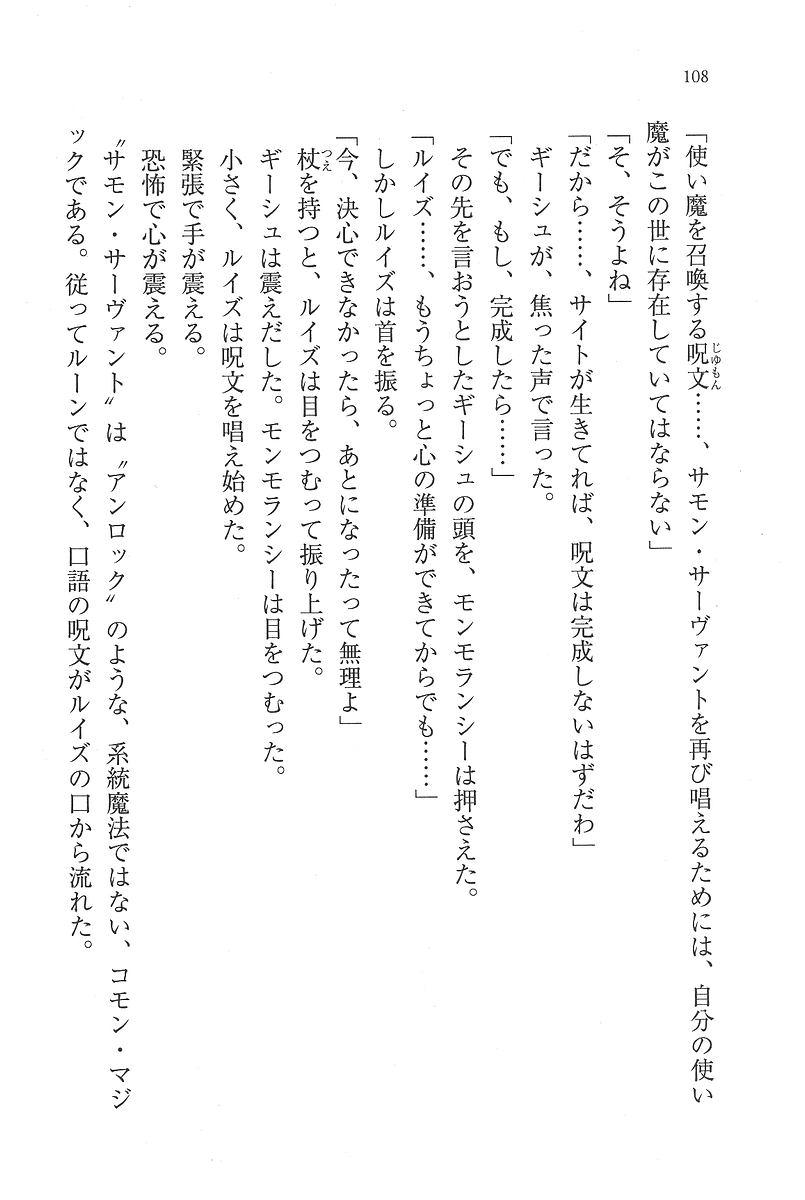 108
「使い魔を召喚する呪文……、サモン・サーヴァントを再び唱えるためには、自分の使い
じゅもん
魔がこの世に存在していてはならない」
「そ、そうよね」
「だから……、サイトが生きてれば、呪文は完成しないはずだわ」
ギーシュが、焦った声で言った。
「でも、もし、完成したら……」
その先を言おうとしたギーシュの頭を、モンモランシーは押さえた。
「ルイズ……、もうちょっと心の準備ができてからでも……」
しかしルイズは首を振る。
「今、決心できなかったら、あとになったって無理よ」
杖を持つと、ルイズは目をつむって振り上げた。
つえ
ギーシュは震えだした。モンモランシーは目をつむった。
小さく、ルイズは呪文を唱え始めた。
緊張で手が震える。
恐怖で心が震える。
〝サモン・サーヴァント〟は〝アンロック〟のような、系統魔法ではない、コモン・マジ
ックである。従ってルーンではなく、口語の呪文がルイズの口から流れた。